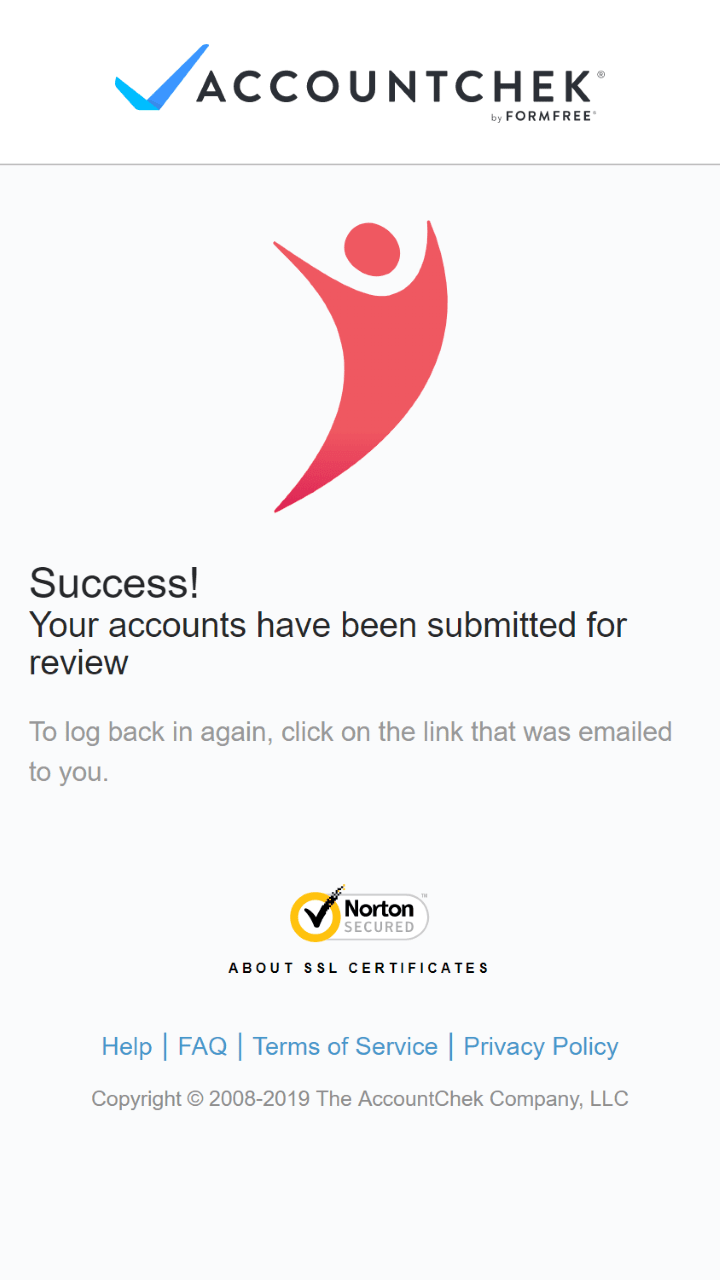 ACCOUNTCHEK®
by FORMFREE®
Success!
Your accounts have been submitted for
review
To log back in again, click on the link that was emailed
to you.
Norton™
SECURED
ABOUT SSL CERTIFICATES
Help | FAQ | Terms of Service | Privacy Policy
Copyright © 2008-2019 The AccountChek Company, LLC